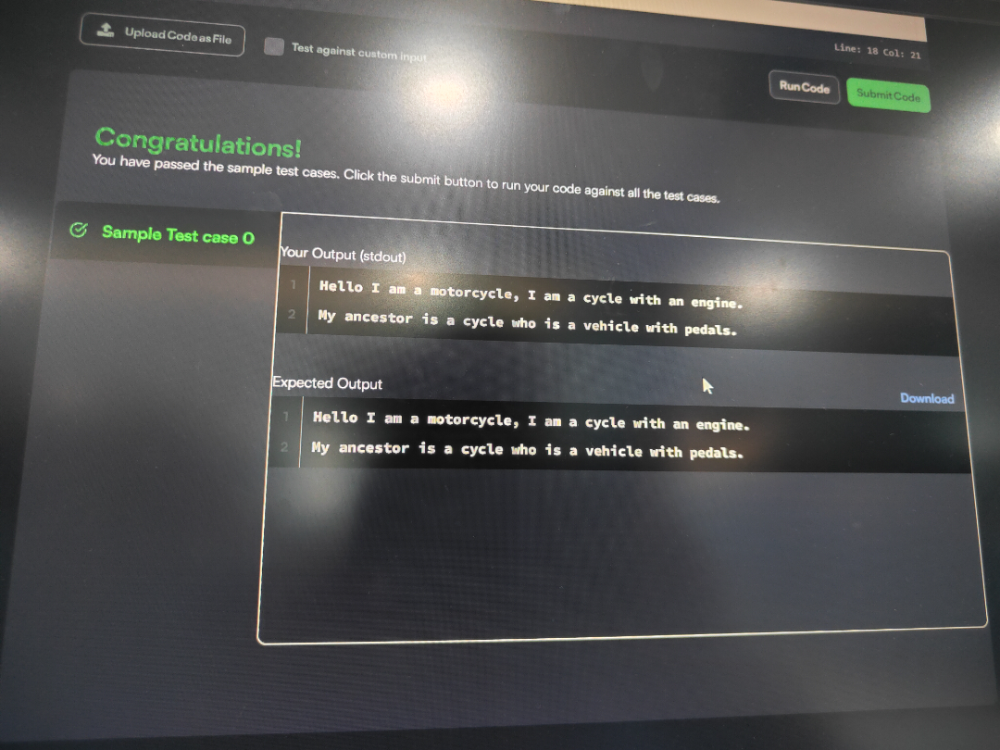 Upload Code as File
Test against custom input
Line: 18 Col: 21
Run Code
Submit Code
Congratulations!
You have passed the sample test cases. Click the submit button to run your code against all the test cases.
Sample Test case 0
Your Output (stdout)
1 Hello I am a motorcycle, I am a cycle with an engine.
2 My ancestor is a cycle who is a vehicle with pedals.
Expected Output
Download
1 Hello I am a motorcycle, I am a cycle with an engine.
2 My ancestor is a cycle who is a vehicle with pedals.